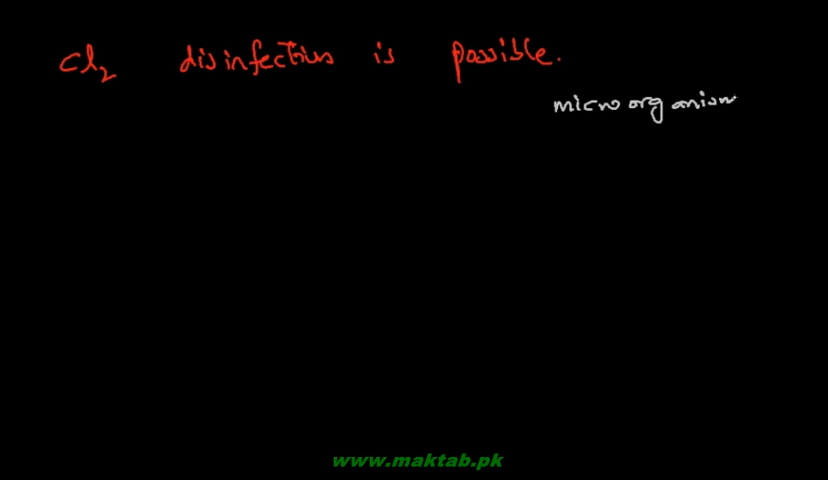 Cl₂ disinfection is possible.
microorganism
www.maktab.pk